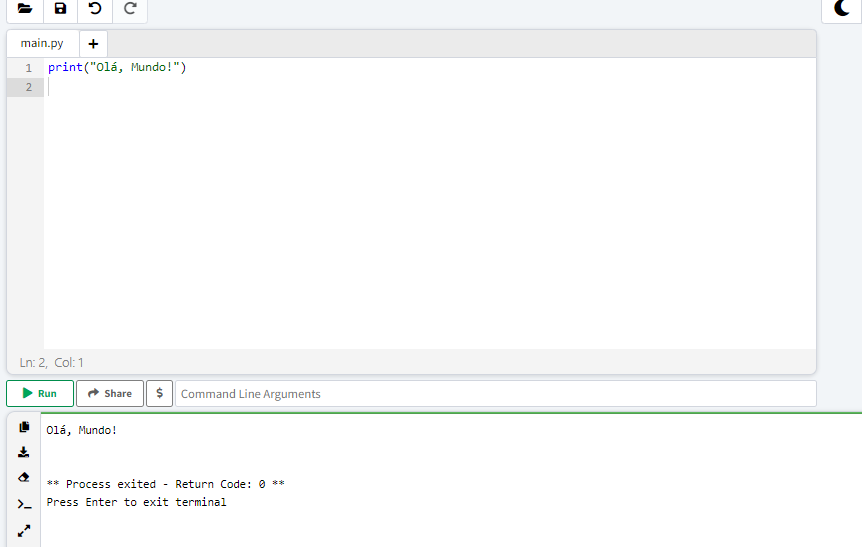 main.py +
1 print("Olá, Mundo!")
2
Ln: 2, Col: 1
Run Share $ Command Line Arguments
Olá, Mundo!
** Process exited - Return Code: 0 **
Press Enter to exit terminal